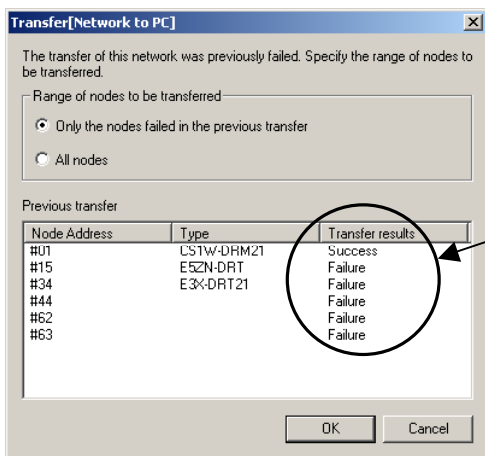 Transfer[Network to PC]
The transfer of this network was previously failed. Specify the range of nodes to
be transferred.
Range of nodes to be transferred
Only the nodes failed in the previous transfer
All nodes
Previous transfer
Node Address Type Transfer results
#01 CS1W-DRM21 Success
#15 E5ZN-DRT Failure
#34 E3X-DRT21 Failure
#44 Failure
#62 Failure
#63 Failure
OK Cancel